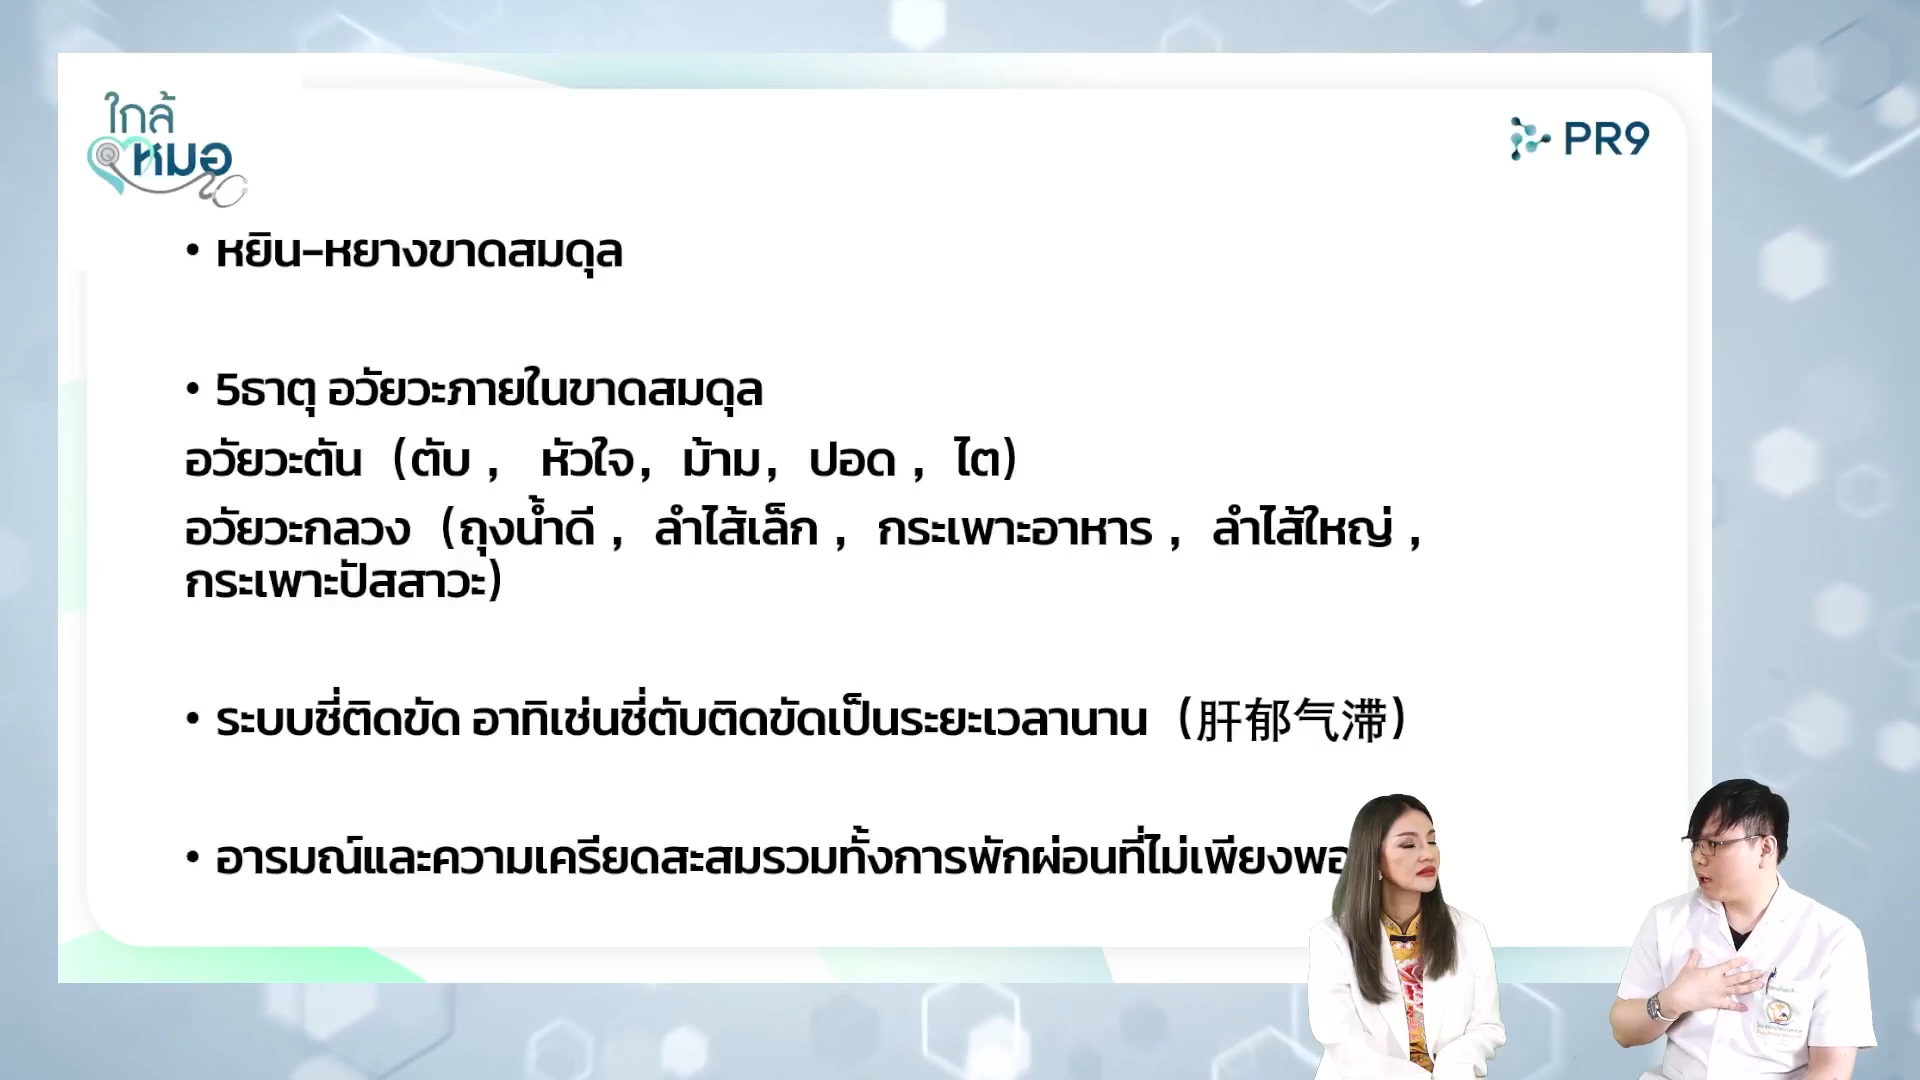 ใกล้
หมอ
PR9
• หยิน-หยางขาดสมดุล
• 5ธาตุ อวัยวะภายในขาดสมดุล
อวัยวะตัน (ตับ , หัวใจ, ม้าม, ปอด , ไต)
อวัยวะกลวง (ถุงน้ำดี , ลำไส้เล็ก , กระเพาะอาหาร , ลำไส้ใหญ่ ,
กระเพาะปัสสาวะ)
• ระบบชี่ติดขัด อาทิเช่นชี่ตับติดขัดเป็นระยะเวลานาน (肝郁气滞)
• อารมณ์และความเครียดสะสมรวมทั้งการพักผ่อนที่ไม่เพียงพอ